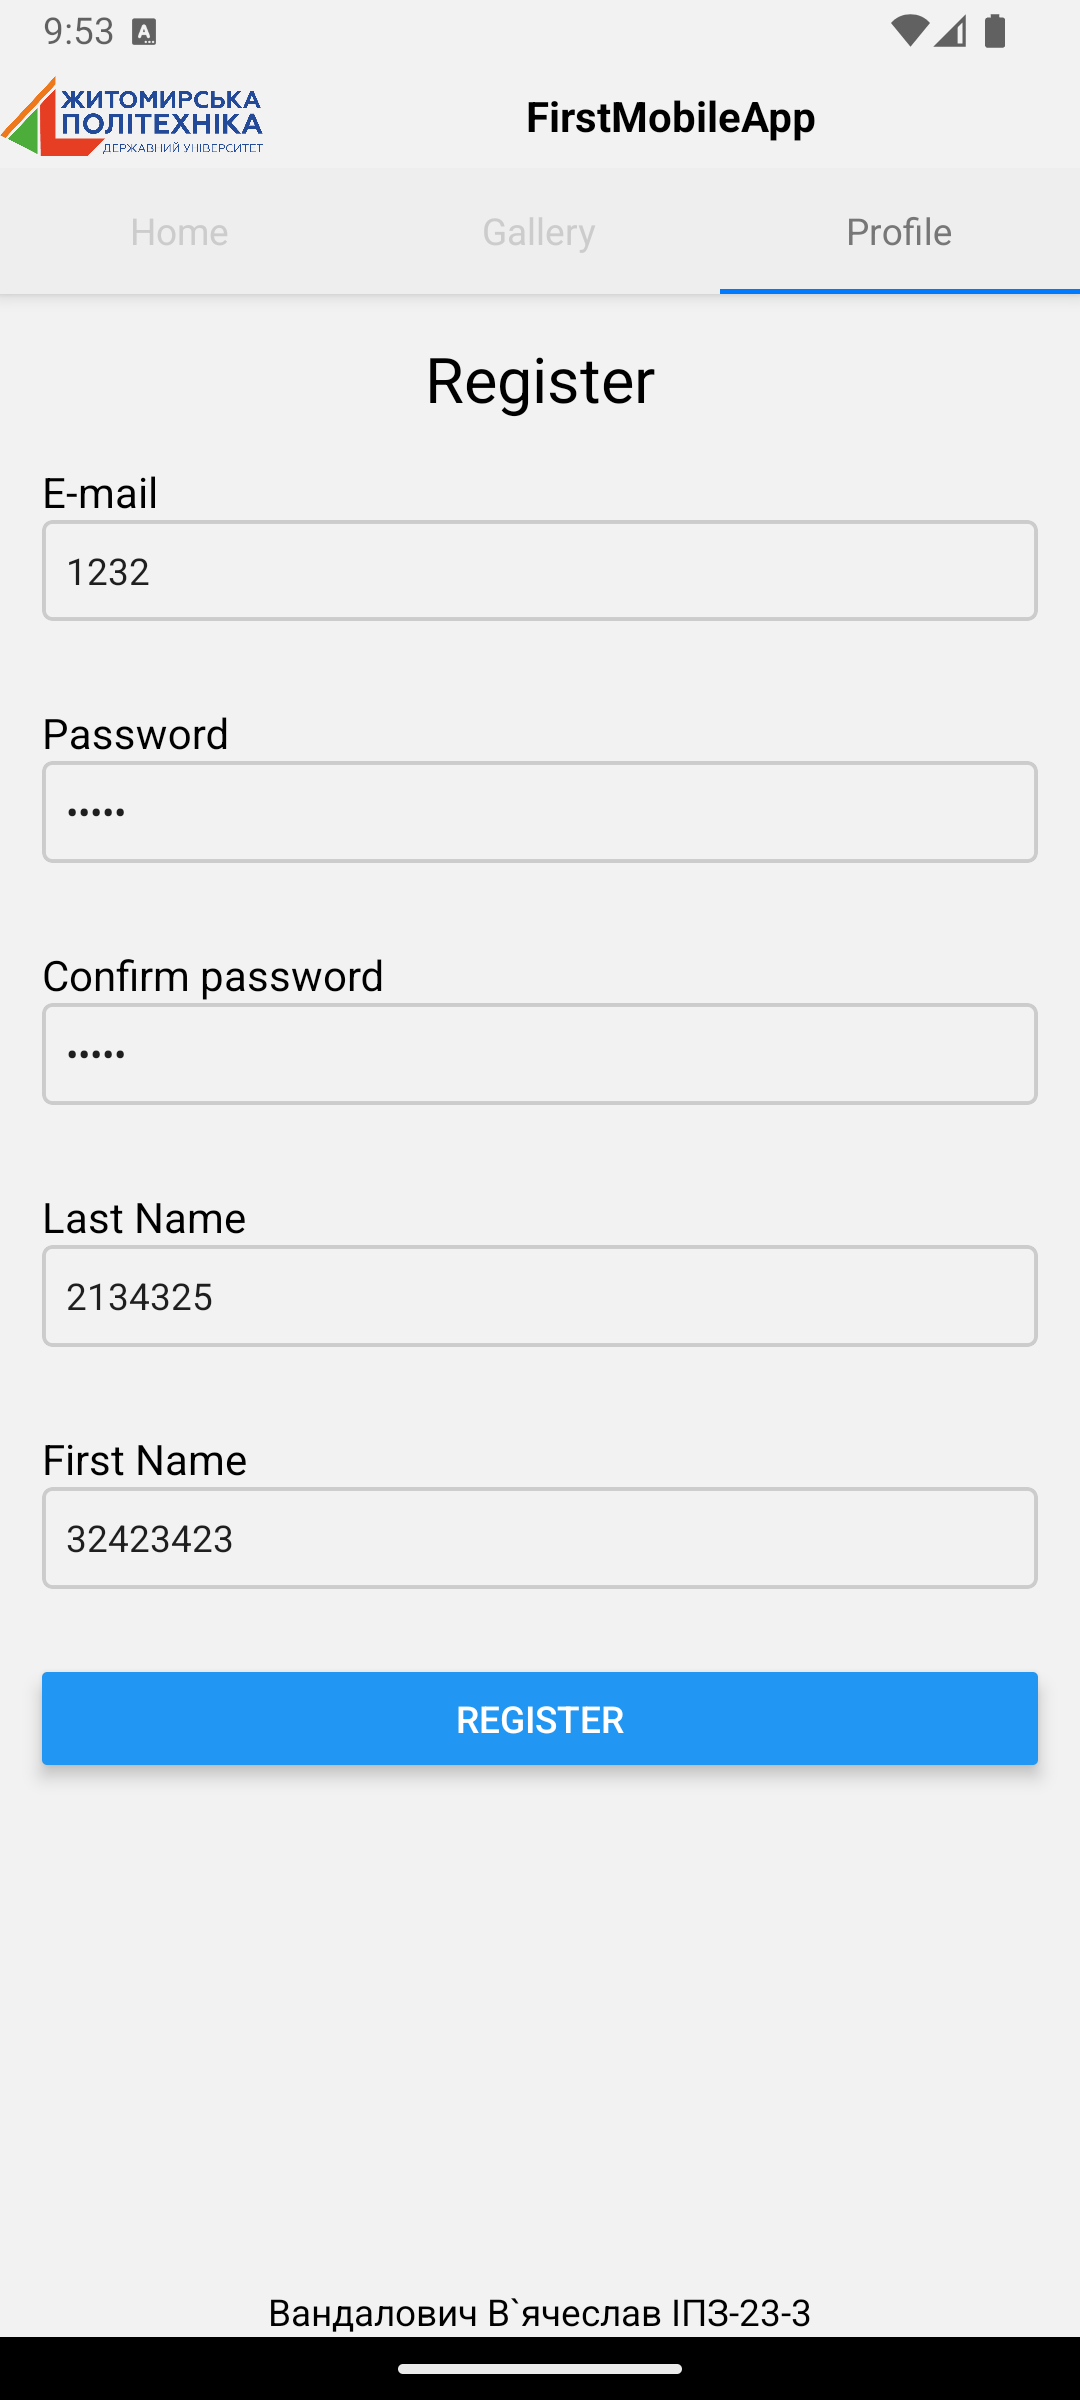 9:53
ЖИТОМИРСЬКА
ПОЛІТЕХНІКА
ДЕРЖАВНИЙ УНІВЕРСИТЕТ
FirstMobileApp
Home Gallery Profile
Register
E-mail
1232
Password
•••••
Confirm password
•••••
Last Name
2134325
First Name
32423423
REGISTER
Вандалович В`ячеслав ІПЗ-23-3